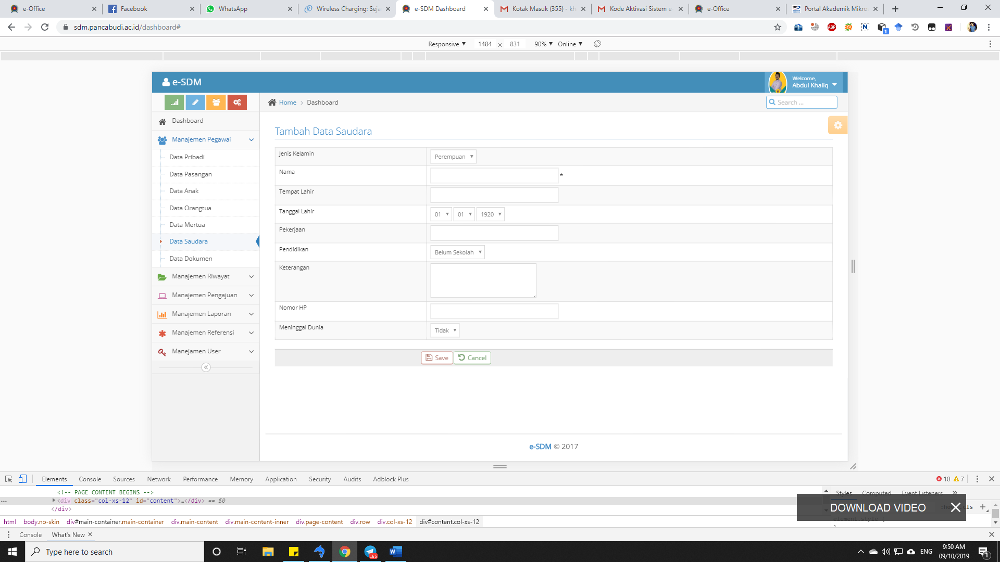 e-Office
Facebook
WhatsApp
Wireless Charging: Seja
e-SDM Dashboard
Kotak Masuk (355) - kh
Kode Aktivasi Sistem e-
e-Office
Portal Akademik Mikro
sdm.pancabudi.ac.id/dashboard#
ABP
1
Responsive ▼ 1484 × 831 90% ▼ Online ▼
e-SDM
Welcome,
Abdul Khaliq
Home > Dashboard
Search ...
Dashboard
Manajemen Pegawai
Data Pribadi
Data Pasangan
Data Anak
Data Orangtua
Data Mertua
Data Saudara
Data Dokumen
Manajemen Riwayat
Manajemen Pengajuan
Manajemen Laporan
Manajemen Referensi
Manejamen User
Tambah Data Saudara
Jenis Kelamin Perempuan
Nama *
Tempat Lahir
Tanggal Lahir 01 01 1920
Pekerjaan
Pendidikan Belum Sekolah
Keterangan
Nomor HP
Meninggal Dunia Tidak
Save Cancel
e-SDM © 2017
Elements Console Sources Network Performance Memory Application Security Audits Adblock Plus 10 7
<!-- PAGE CONTENT BEGINS -->
<div class="col-xs-12" id="content">…</div> == $0
</div>
Styles Computed Event Listeners »
DOWNLOAD VIDEO
element.style {
html body.no-skin div#main-container.main-container div.main-content div.main-content-inner div.page-content div.row div.col-xs-12 div#content.col-xs-12
Console What's New
Type here to search
.65
ENG
9:50 AM
09/10/2019
1